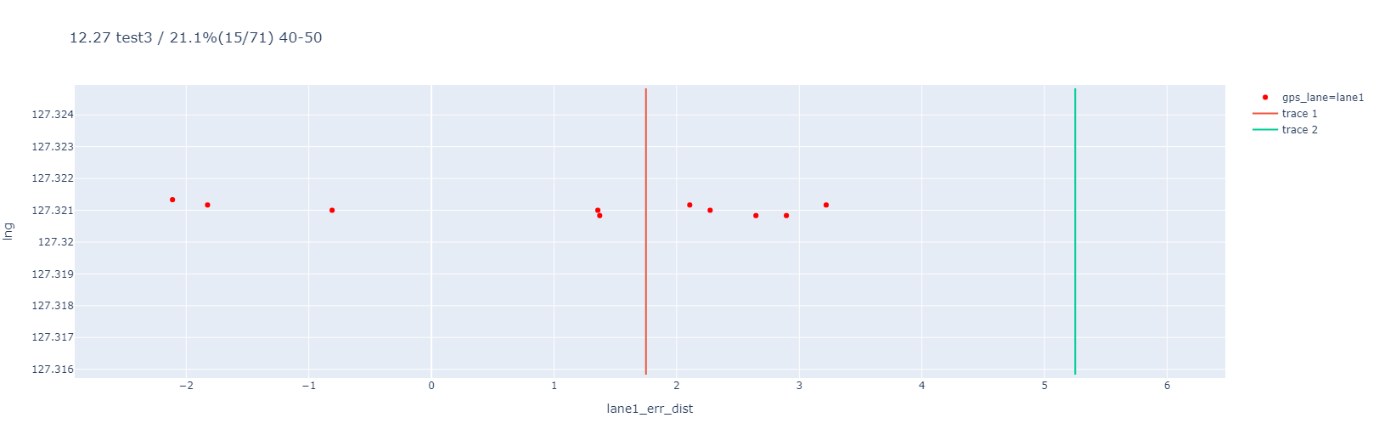 12.27 test3 / 21.1%(15/71) 40-50
gps_lane=lane1
trace 1
trace 2
127.324
127.323
127.322
127.321
127.32
127.319
127.318
127.317
127.316
lng
−2 −1 0 1 2 3 4 5 6
lane1_err_dist